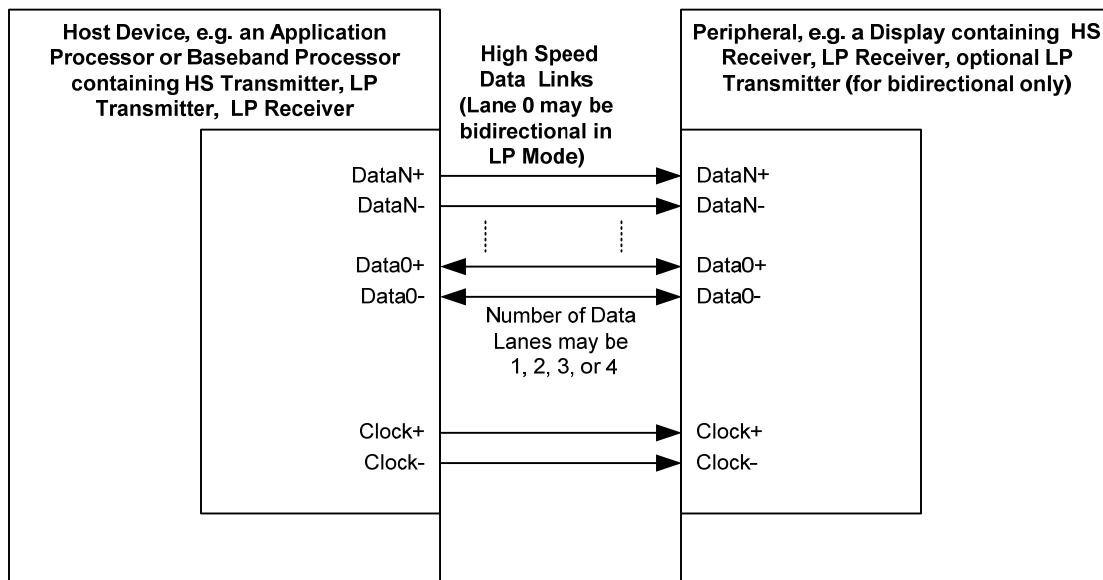 Host Device, e.g. an Application
Processor or Baseband Processor
containing HS Transmitter, LP
Transmitter, LP Receiver
High Speed
Data Links
(Lane 0 may be
bidirectional in
LP Mode)
Peripheral, e.g. a Display containing HS
Receiver, LP Receiver, optional LP
Transmitter (for bidirectional only)
DataN+
DataN-
Data0+
Data0-
Number of Data
Lanes may be
1, 2, 3, or 4
Clock+
Clock-
DataN+
DataN-
Data0+
Data0-
Clock+
Clock-